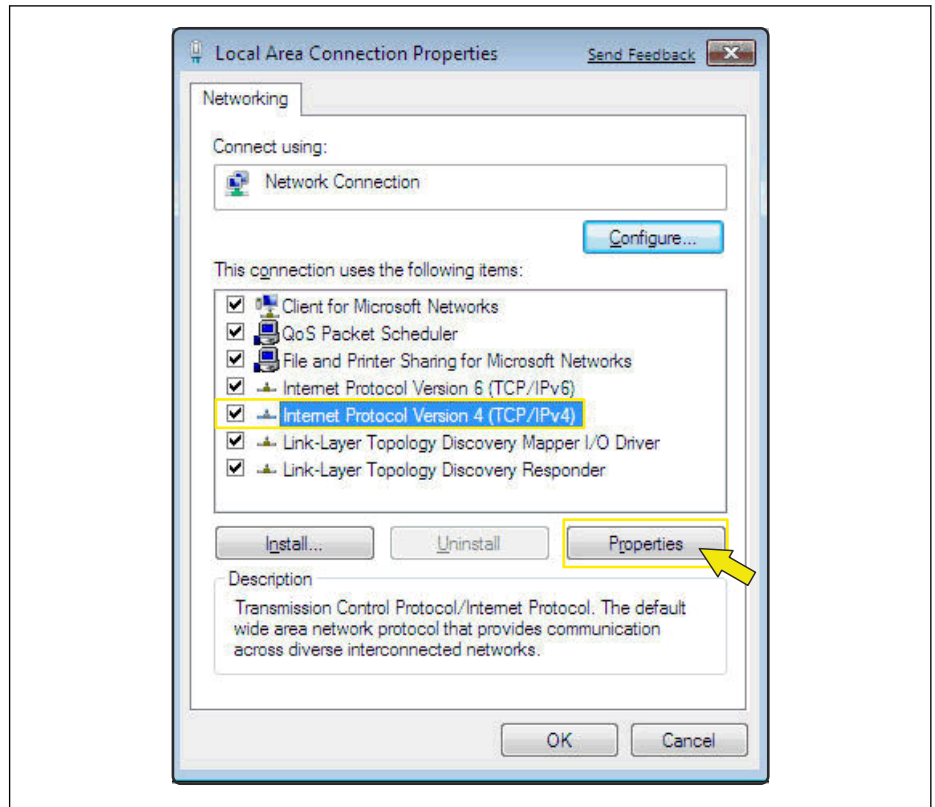 Local Area Connection Properties
Send Feedback
Networking
Connect using:
Network Connection
Configure...
This connection uses the following items:
Client for Microsoft Networks
QoS Packet Scheduler
File and Printer Sharing for Microsoft Networks
Internet Protocol Version 6 (TCP/IPv6)
Internet Protocol Version 4 (TCP/IPv4)
Link-Layer Topology Discovery Mapper I/O Driver
Link-Layer Topology Discovery Responder
Install...
Uninstall
Properties
Description
Transmission Control Protocol/Internet Protocol. The default
wide area network protocol that provides communication
across diverse interconnected networks.
OK
Cancel